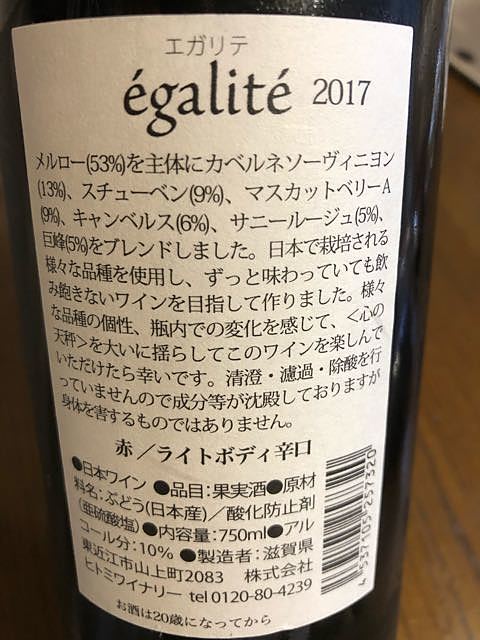 エガリテ
égalité 2017
メルロー(53%)を主体にカベルネソーヴィニヨン
(13%)、スチューベン(9%)、マスカットベリーA
(9%)、キャンベルス(6%)、サニールージュ(5%)、
巨峰(5%)をブレンドしました。日本で栽培される
様々な品種を使用し、ずっと味わっていても飲
み飽きないワインを目指して作りました。様々
な品種の個性、瓶内での変化を感じて、<心の
天秤>を大いに揺らしてこのワインを楽しんで
いただけたら幸いです。清澄・濾過・除酸を行
っていませんので成分等が沈殿しておりますが
身体を害するものではありません。
赤／ライトボディ辛口
●日本ワイン ●品目:果実酒●原材
料名:ぶどう(日本産)／酸化防止剤
(亜硫酸塩)●内容量:750ml●アル
コール分:10% ●製造者:滋賀県
東近江市山上町2083 株式会社
ヒトミワイナリー tel 0120-80-4239
お酒は20歳になってから
4 537105 257320